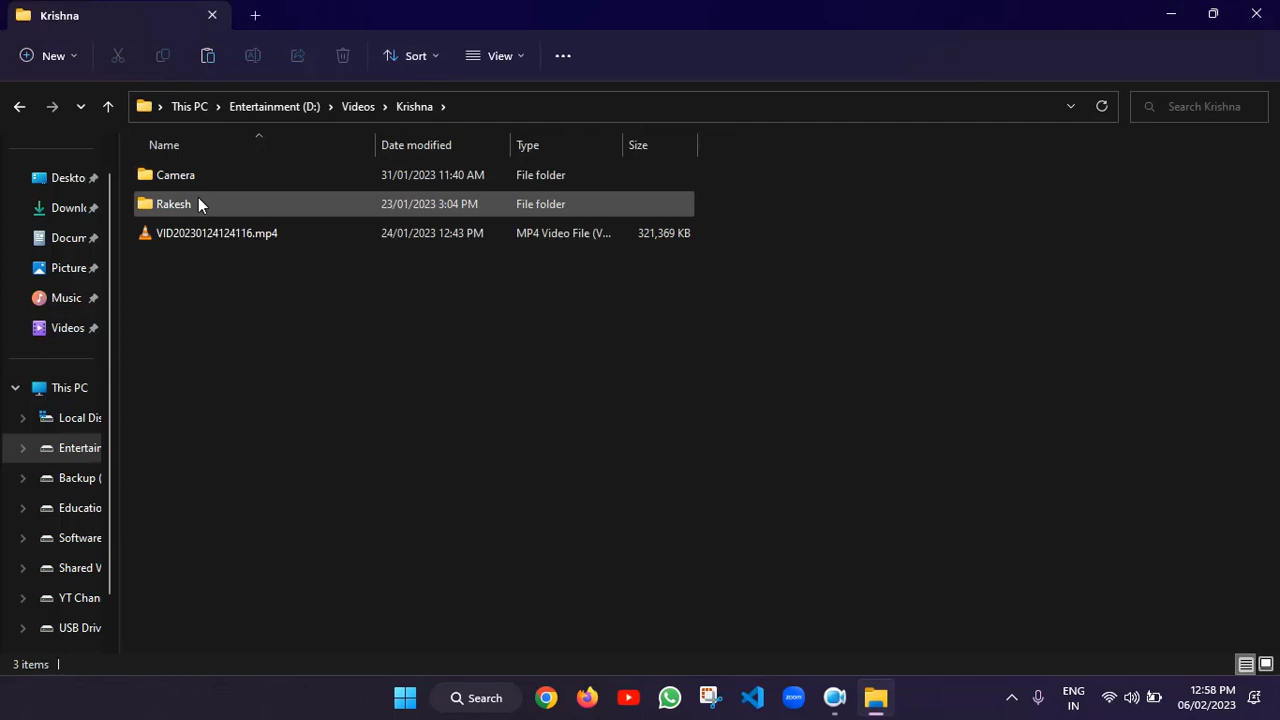 Krishna
New
Sort
View
This PC
Entertainment (D:)
Videos
Krishna
Search Krishna
Name
Date modified
Type
Size
Camera
31/01/2023 11:40 AM
File folder
Rakesh
23/01/2023 3:04 PM
File folder
VID20230124124116.mp4
24/01/2023 12:43 PM
MP4 Video File (V...
321,369 KB
Deskto
Downlo
Docum
Picture
Music
Videos
This PC
Local Dis
Entertain
Backup (
Educatio
Software
Shared V
YT Chan
USB Driv
3 items
Search
ENG
IN
12:58 PM
06/02/2023